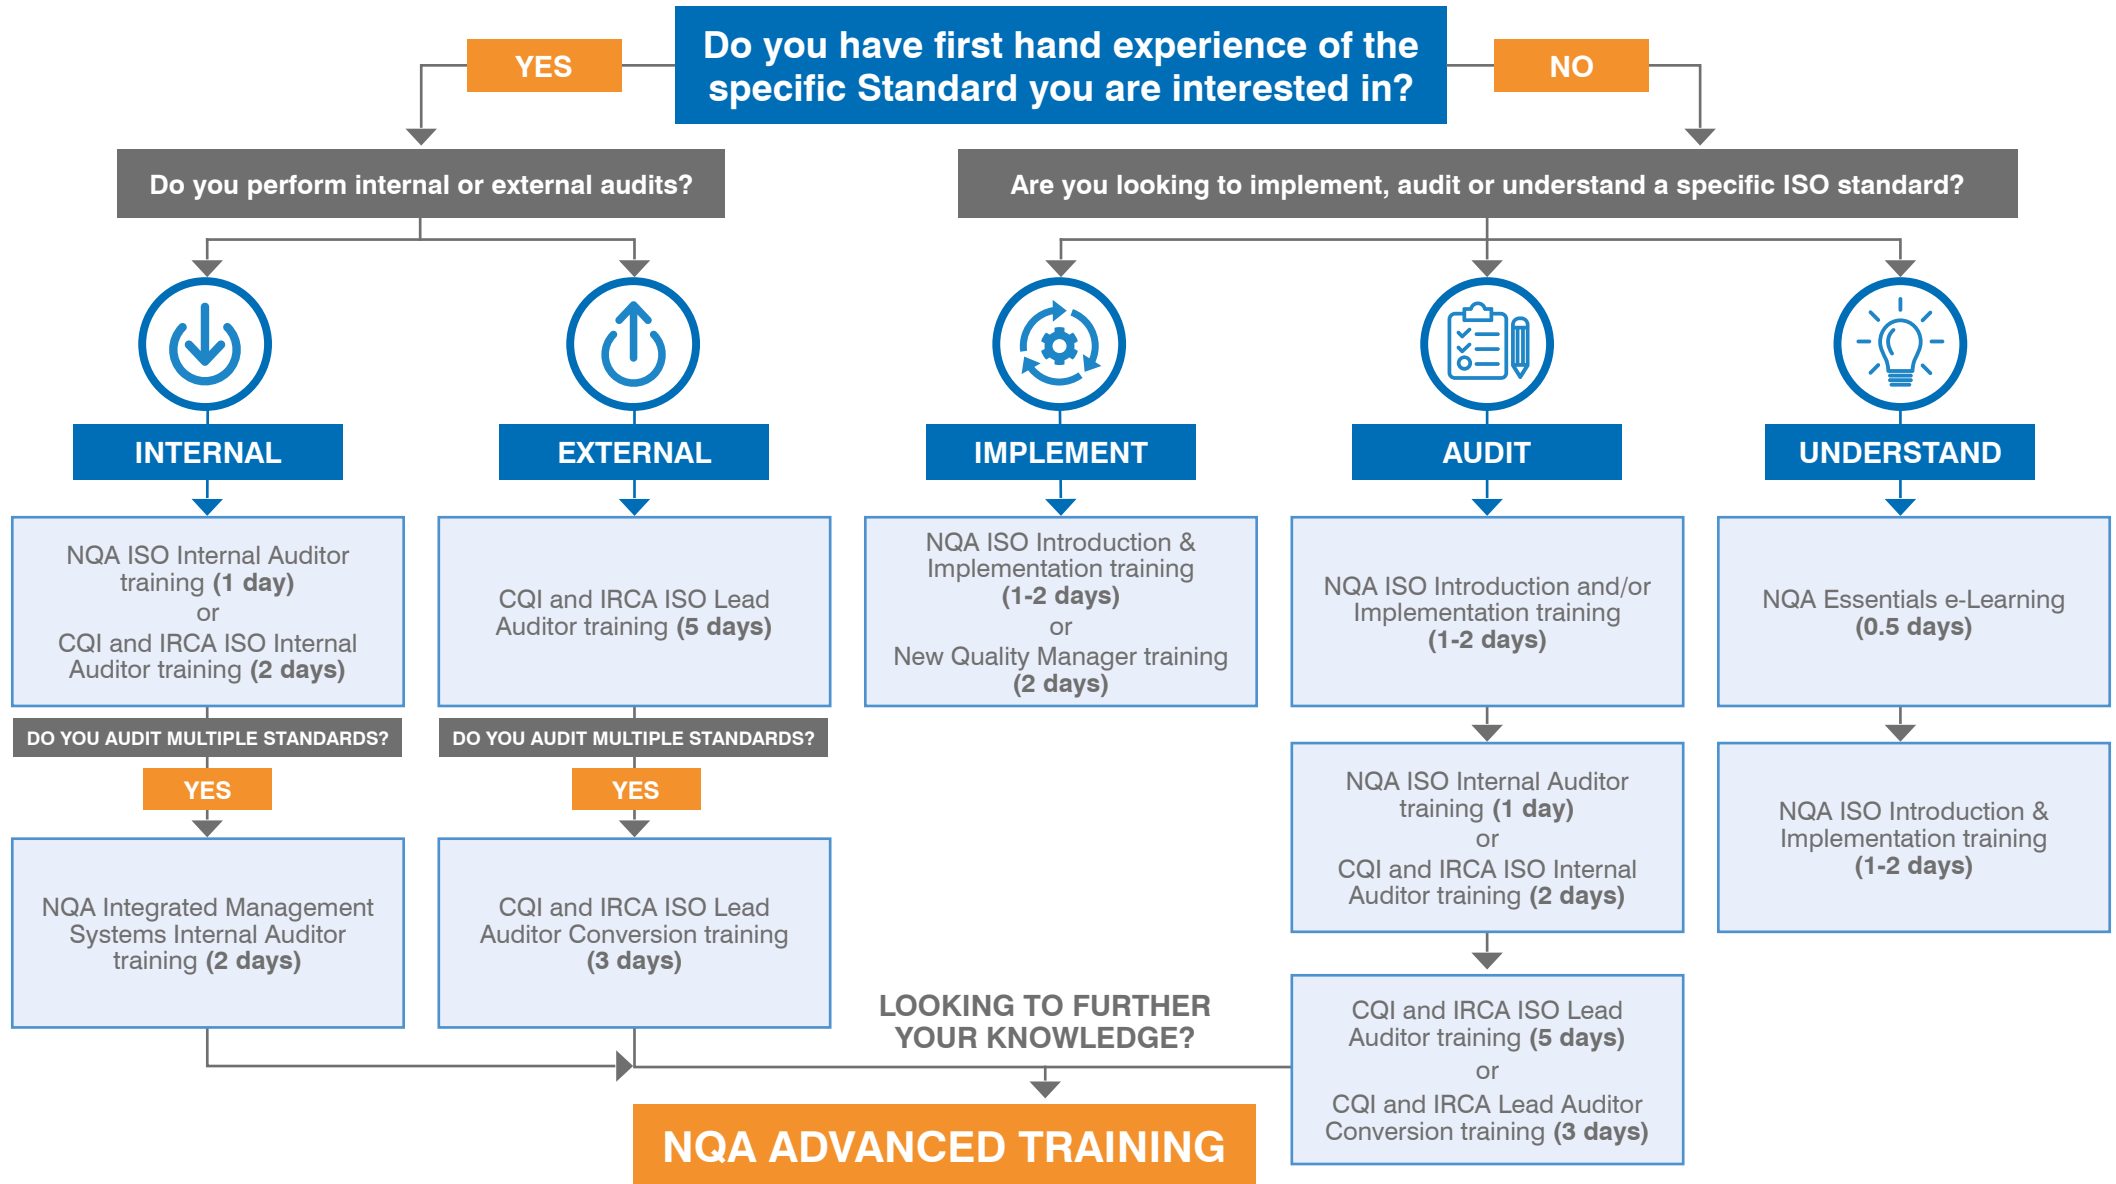 Do you have first hand experience of the
specific Standard you are interested in?
YES
NO
Do you perform internal or external audits?
Are you looking to implement, audit or understand a specific ISO standard?
INTERNAL
EXTERNAL
IMPLEMENT
AUDIT
UNDERSTAND
NQA ISO Internal Auditor
training (1 day)
or
CQI and IRCA ISO Internal
Auditor training (2 days)
CQI and IRCA ISO Lead
Auditor training (5 days)
NQA ISO Introduction &
Implementation training
(1-2 days)
or
New Quality Manager training
(2 days)
NQA ISO Introduction and/or
Implementation training
(1-2 days)
NQA Essentials e-Learning
(0.5 days)
DO YOU AUDIT MULTIPLE STANDARDS?
YES
DO YOU AUDIT MULTIPLE STANDARDS?
YES
NQA ISO Internal Auditor
training (1 day)
or
CQI and IRCA ISO Internal
Auditor training (2 days)
NQA ISO Introduction &
Implementation training
(1-2 days)
NQA Integrated Management
Systems Internal Auditor
training (2 days)
CQI and IRCA ISO Lead
Auditor Conversion training
(3 days)
LOOKING TO FURTHER
YOUR KNOWLEDGE?
CQI and IRCA ISO Lead
Auditor training (5 days)
or
CQI and IRCA Lead Auditor
Conversion training (3 days)
NQA ADVANCED TRAINING